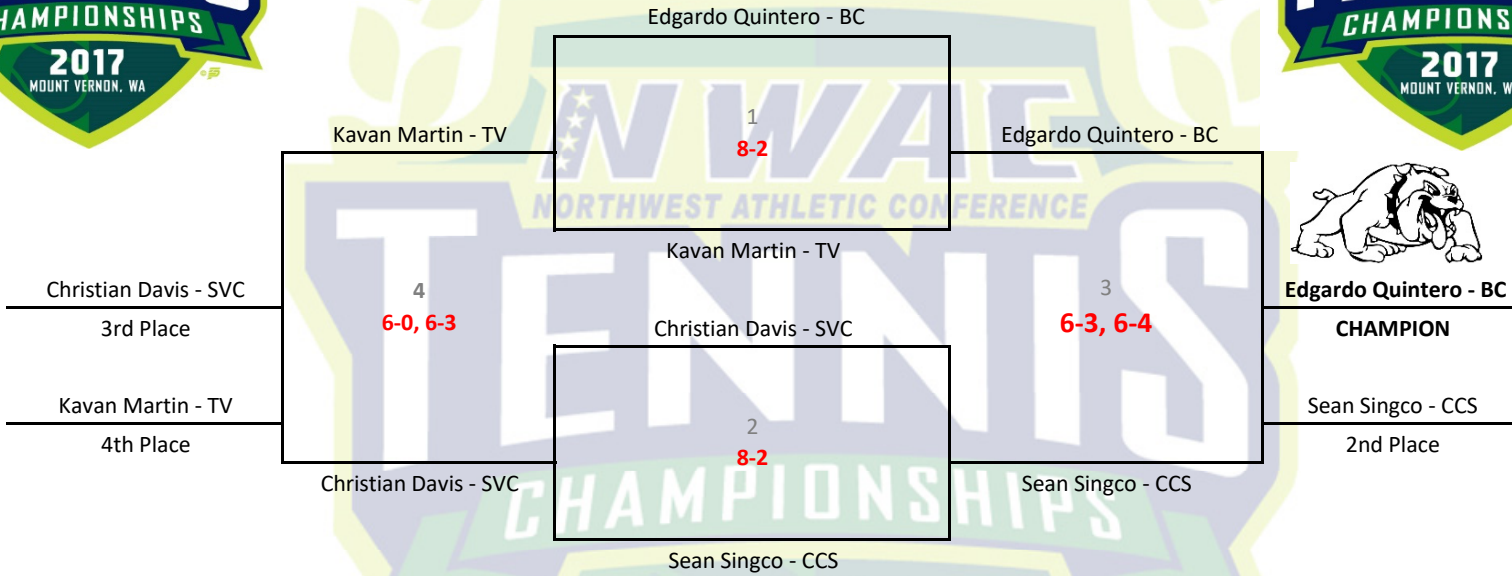 HAMPIONSHIPS
2017
MOUNT VERNON, WA
CHAMPIONS
2017
MOUNT VERNON, W
Edgardo Quintero - BC
Kavan Martin - TV
1
8-2
Edgardo Quintero - BC
NWAC
NORTHWEST ATHLETIC CONFERENCE
TENNIS
CHAMPIONSHIPS
Kavan Martin - TV
Christian Davis - SVC
3rd Place
4
6-0, 6-3
Christian Davis - SVC
3
6-3, 6-4
Edgardo Quintero - BC
CHAMPION
Kavan Martin - TV
4th Place
2
8-2
Sean Singco - CCS
2nd Place
Christian Davis - SVC
Sean Singco - CCS
Sean Singco - CCS